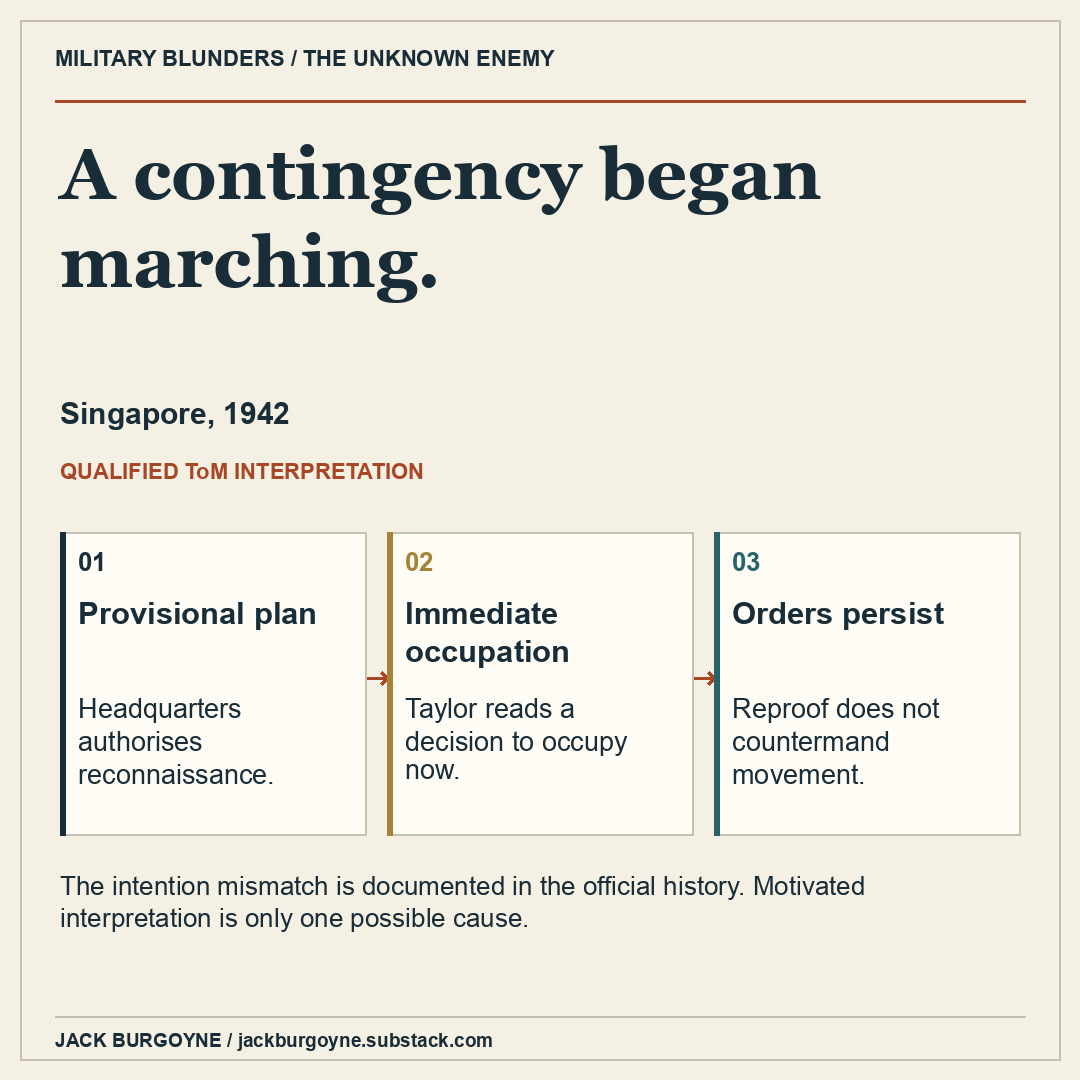 MILITARY BLUNDERS / THE UNKNOWN ENEMY
A contingency began
marching.
Singapore, 1942
QUALIFIED ToM INTERPRETATION
01
Provisional plan
Headquarters
authorises
reconnaissance.
02
Immediate
occupation
Taylor reads a
decision to occupy
now.
03
Orders persist
Reproof does not
countermand
movement.
The intention mismatch is documented in the official history. Motivated
interpretation is only one possible cause.
JACK BURGOYNE / jackburgoyne.substack.com